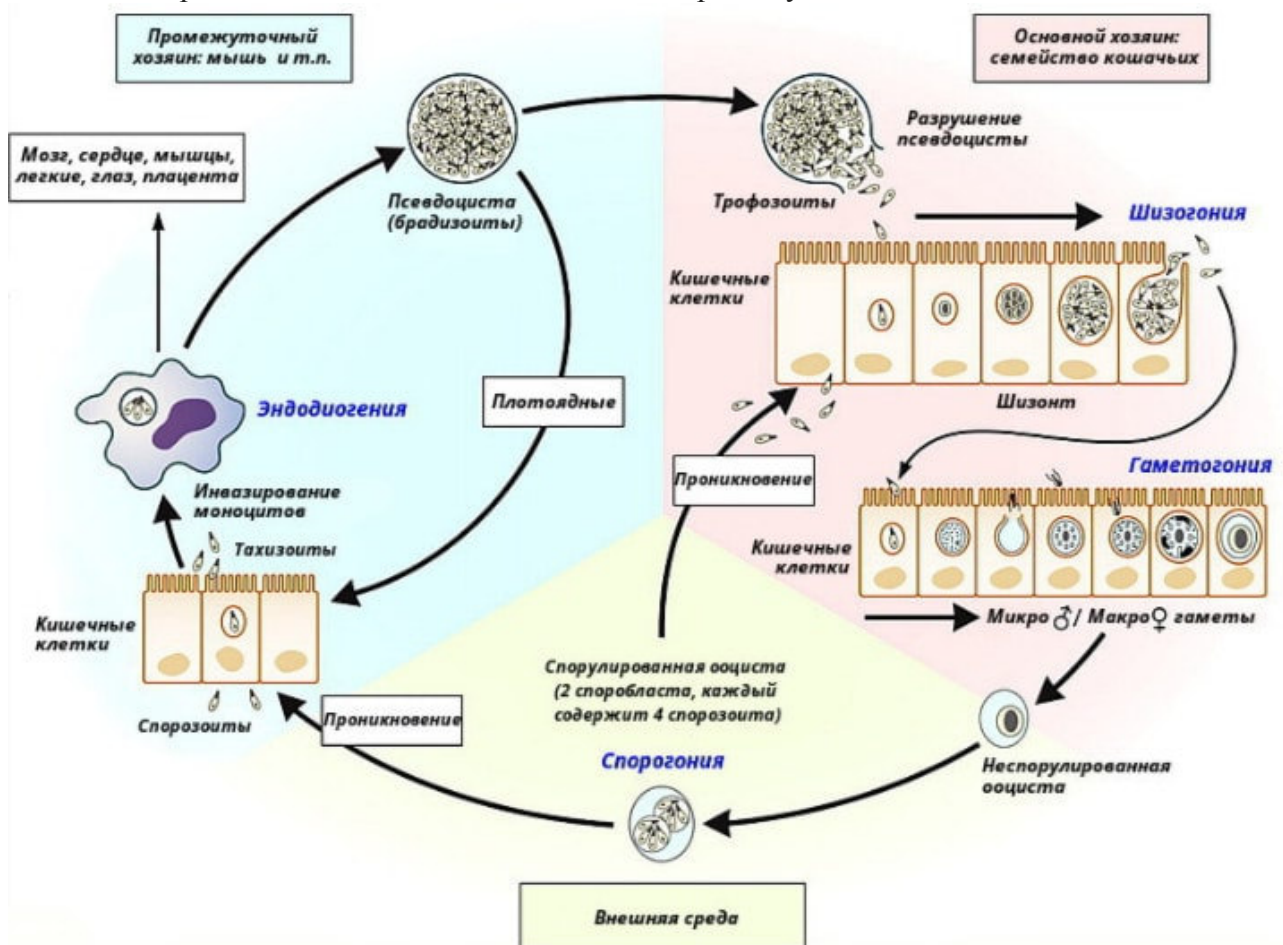 Промежуточный
хозяин: мышь и т.п.
Основной хозяин:
семейство кошачьих
Мозг, сердце, мышцы,
легкие, глаз, плацента
Псевдоциста
(брадизоиты)
Разрушение
псевдоцисты
Трофозоиты
Шизогония
Кишечные
клетки
Шизонт
Плотоядные
Эндодиогения
Инвазирование
моноцитов
Тахизоиты
Кишечные
клетки
Спорозоиты
Проникновение
Проникновение
Гаметогония
Кишечные
клетки
Микро ♂/ Макро♀ гаметы
Спорулированная ооциста
(2 споробласта, каждый
содержит 4 спорозоита)
Спорогония
Неспорулированная
ооциста
Внешняя среда